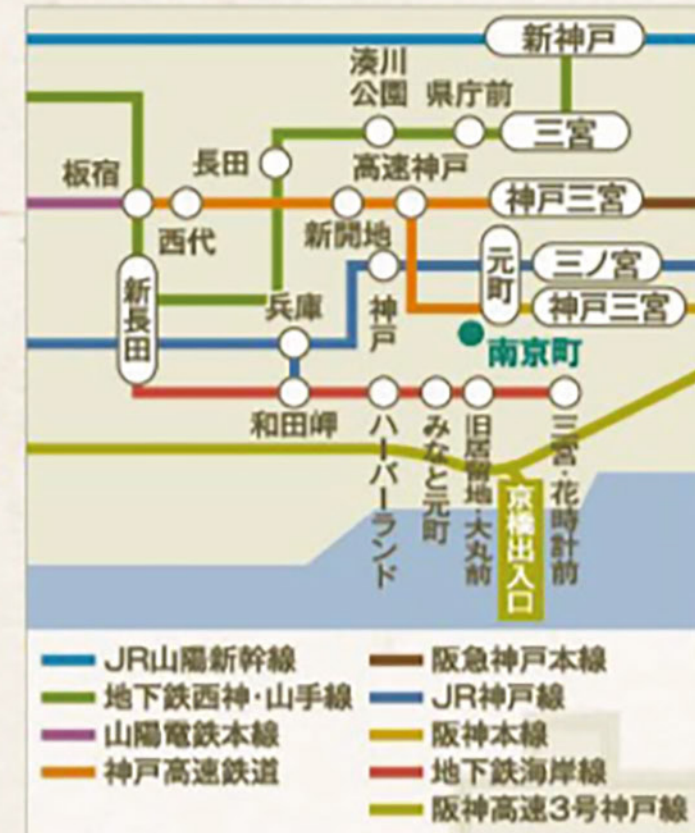 新神戸
湊川
公園
県庁前
三宮
長田
高速神戸
板宿
神戸三宮
西代
新開地
元町
三ノ宮
新長田
兵庫
神戸
神戸三宮
南京町
和田岬
ハーバーランド
みなと元町
旧居留地・大丸前
三宮・花時計前
京橋出入口
JR山陽新幹線
地下鉄西神・山手線
山陽電鉄本線
神戸高速鉄道
阪急神戸本線
JR神戸線
阪神本線
地下鉄海岸線
阪神高速3号神戸線